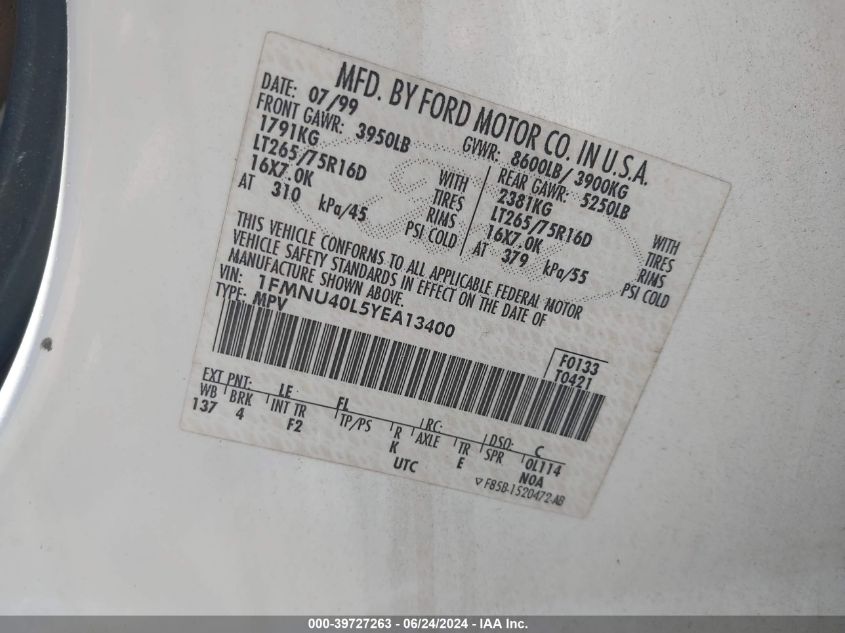 MFD. BY FORD MOTOR CO. IN U.S.A.
DATE: 07/99 GVWR: 8600LB/ 3900KG
FRONT GAWR: 3950LB REAR GAWR: 5250LB
1791KG WITH 2381KG WITH
LT265/75R16D TIRES LT265/75R16D TIRES
16X7.0K RIMS 16X7.0K RIMS
AT 310 kPa/45 PSI COLD AT 379 kPa/55 PSI COLD
THIS VEHICLE CONFORMS TO ALL APPLICABLE FEDERAL MOTOR
VEHICLE SAFETY STANDARDS IN EFFECT ON THE DATE OF
MANUFACTURE SHOWN ABOVE.
VIN: 1FMNU40L5YEA13400
TYPE: MPV
F0133
T0421
EXT PNT: LE FL RC: DSO: C
WB BRK INT TR TP/PS R AXLE TR SPR OL114
137 4 F2 K E N0A
UTC
F85B-1520472-AB
000-39727263 - 06/24/2024 - IAA Inc.